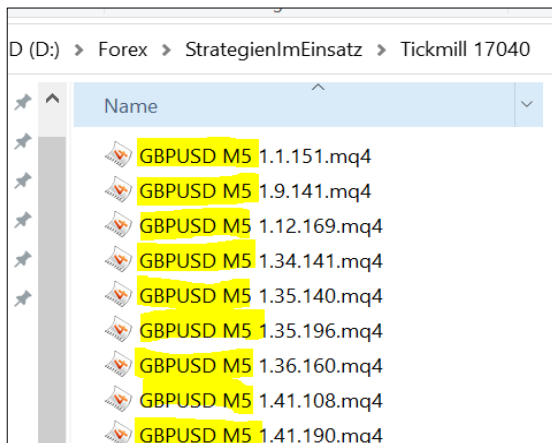 D (D:) > Forex > StrategienImEinsatz > Tickmill 17040
Name
GBPUSD M5 1.1.151.mq4
GBPUSD M5 1.9.141.mq4
GBPUSD M5 1.12.169.mq4
GBPUSD M5 1.34.141.mq4
GBPUSD M5 1.35.140.mq4
GBPUSD M5 1.35.196.mq4
GBPUSD M5 1.36.160.mq4
GBPUSD M5 1.41.108.mq4
GBPUSD M5 1.41.190.mq4